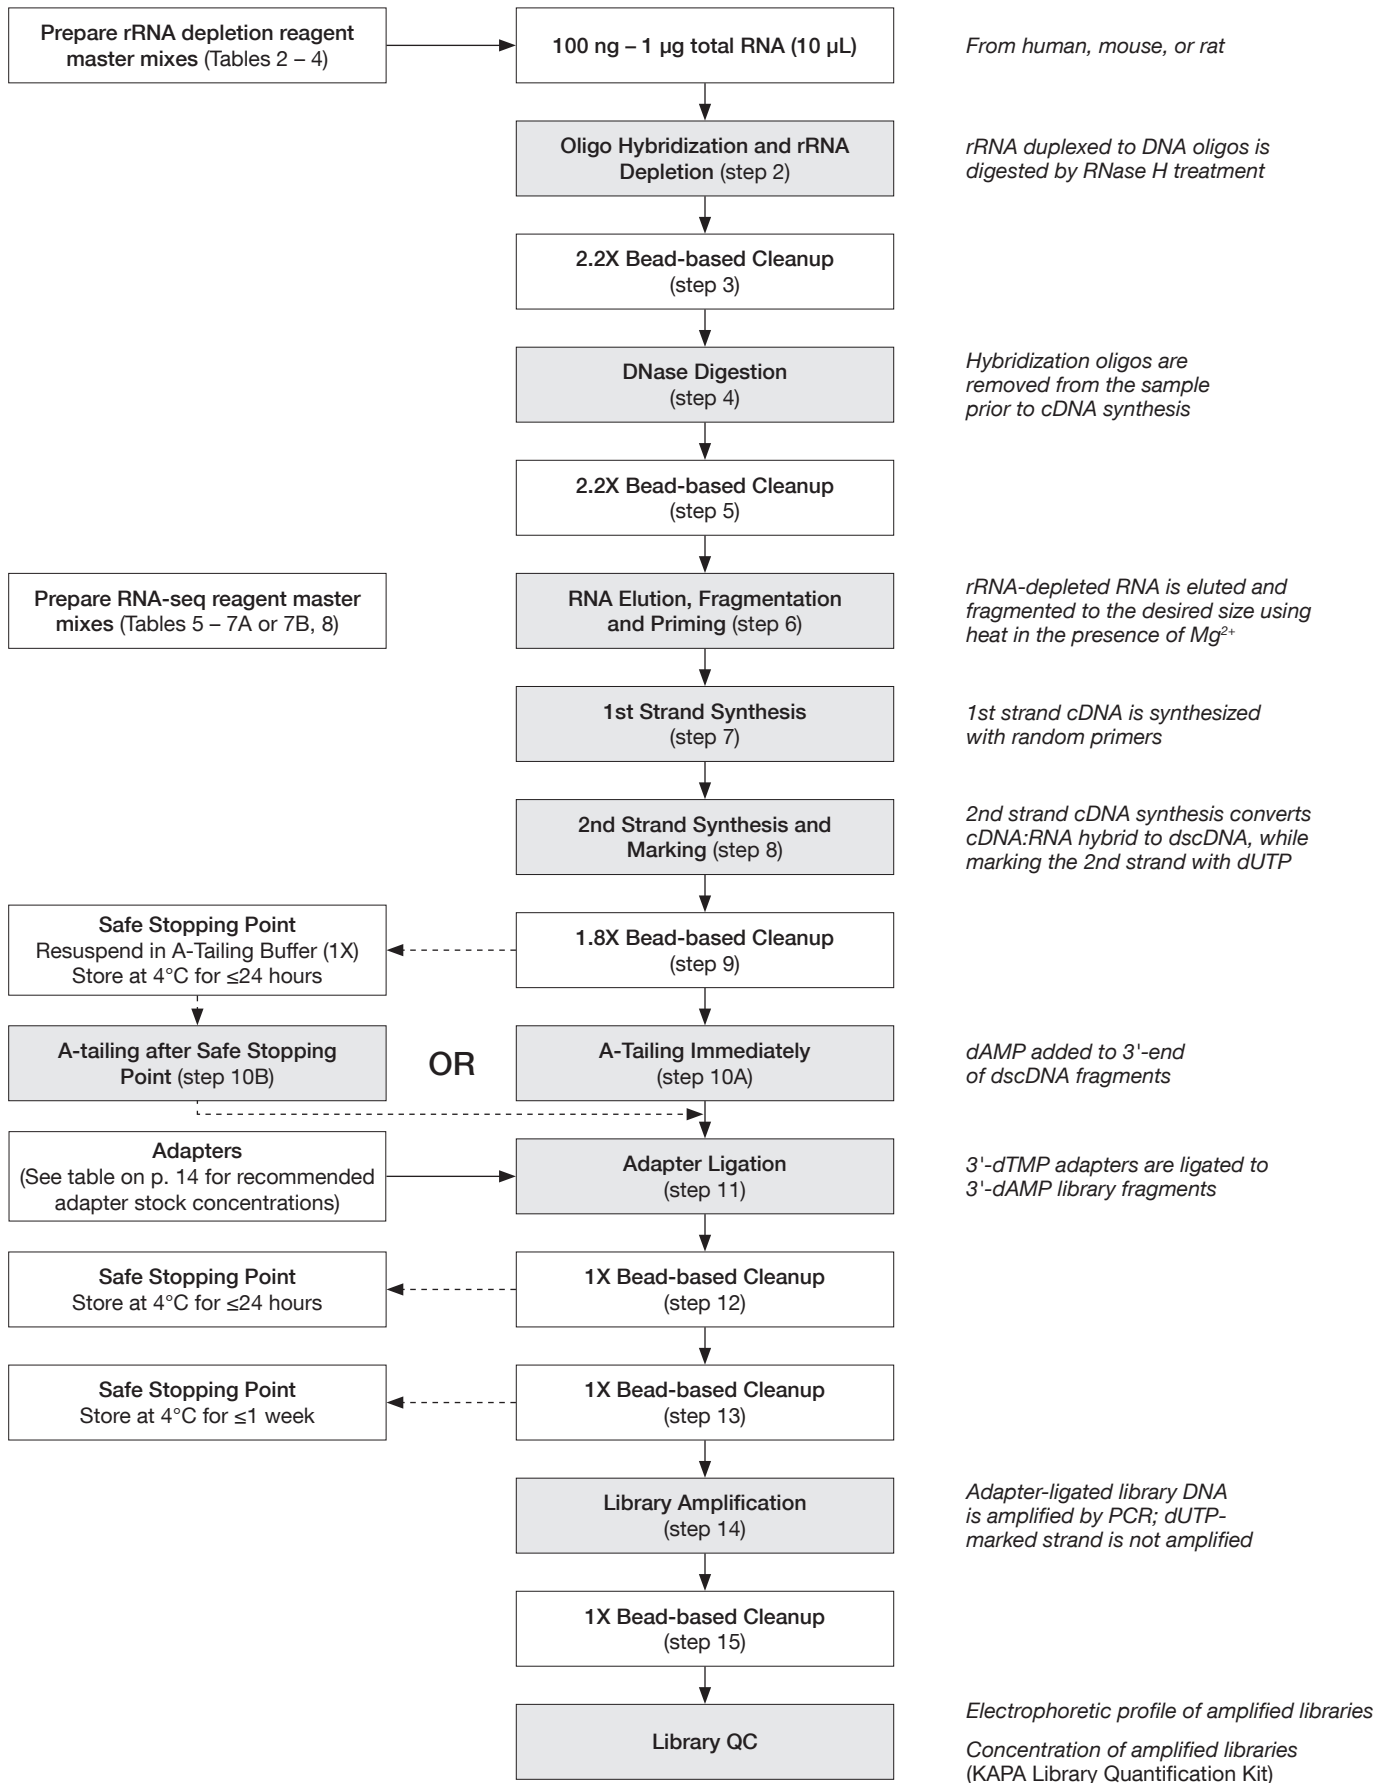 Prepare rRNA depletion reagent
master mixes (Tables 2 – 4)
100 ng – 1 µg total RNA (10 µL)
From human, mouse, or rat
Oligo Hybridization and rRNA
Depletion (step 2)
rRNA duplexed to DNA oligos is
digested by RNase H treatment
2.2X Bead-based Cleanup
(step 3)
DNase Digestion
(step 4)
Hybridization oligos are
removed from the sample
prior to cDNA synthesis
2.2X Bead-based Cleanup
(step 5)
Prepare RNA-seq reagent master
mixes (Tables 5 – 7A or 7B, 8)
RNA Elution, Fragmentation
and Priming (step 6)
rRNA-depleted RNA is eluted and
fragmented to the desired size using
heat in the presence of Mg²⁺
1st Strand Synthesis
(step 7)
1st strand cDNA is synthesized
with random primers
2nd Strand Synthesis and
Marking (step 8)
2nd strand cDNA synthesis converts
cDNA:RNA hybrid to dscDNA, while
marking the 2nd strand with dUTP
Safe Stopping Point
Resuspend in A-Tailing Buffer (1X)
Store at 4°C for ≤24 hours
1.8X Bead-based Cleanup
(step 9)
A-tailing after Safe Stopping
Point (step 10B)
OR
A-Tailing Immediately
(step 10A)
dAMP added to 3'-end
of dscDNA fragments
Adapters
(See table on p. 14 for recommended
adapter stock concentrations)
Adapter Ligation
(step 11)
3'-dTMP adapters are ligated to
3'-dAMP library fragments
Safe Stopping Point
Store at 4°C for ≤24 hours
1X Bead-based Cleanup
(step 12)
Safe Stopping Point
Store at 4°C for ≤1 week
1X Bead-based Cleanup
(step 13)
Library Amplification
(step 14)
Adapter-ligated library DNA
is amplified by PCR; dUTP-
marked strand is not amplified
1X Bead-based Cleanup
(step 15)
Library QC
Electrophoretic profile of amplified libraries
Concentration of amplified libraries
(KAPA Library Quantification Kit)